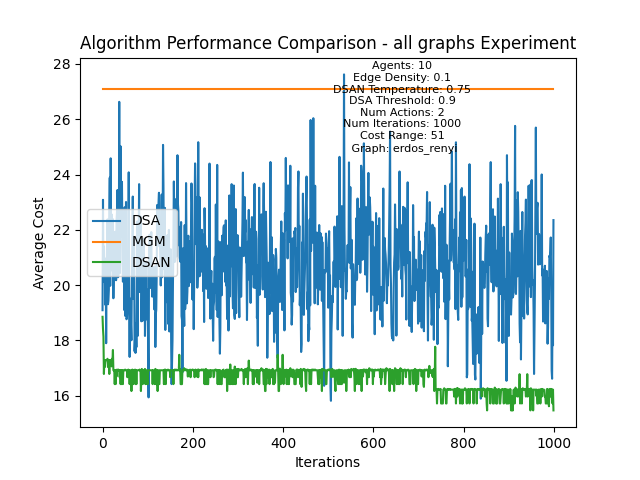 Algorithm Performance Comparison - all graphs Experiment
Agents: 10
Edge Density: 0.1
DSAN Temperature: 0.75
DSA Threshold: 0.9
Num Actions: 2
Num Iterations: 1000
Cost Range: 51
Graph: erdos_renyi
28
26
24
22
20
18
16
Average Cost
DSA
MGM
DSAN
0
200
400
600
800
1000
Iterations